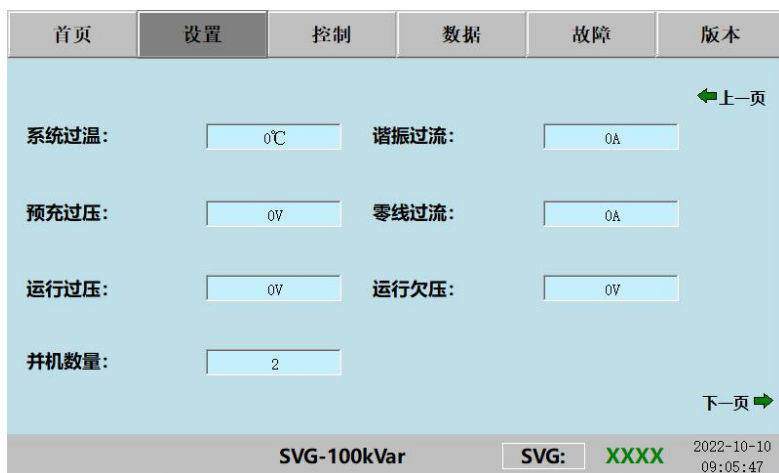 首页 设置 控制 数据 故障 版本
上一页
系统过温: 0℃ 谐振过流: 0A
预充过压: 0V 零线过流: 0A
运行过压: 0V 运行欠压: 0V
并机数量: 2
下一页
SVG-100kVar SVG: XXXX 2022-10-10
09:05:47